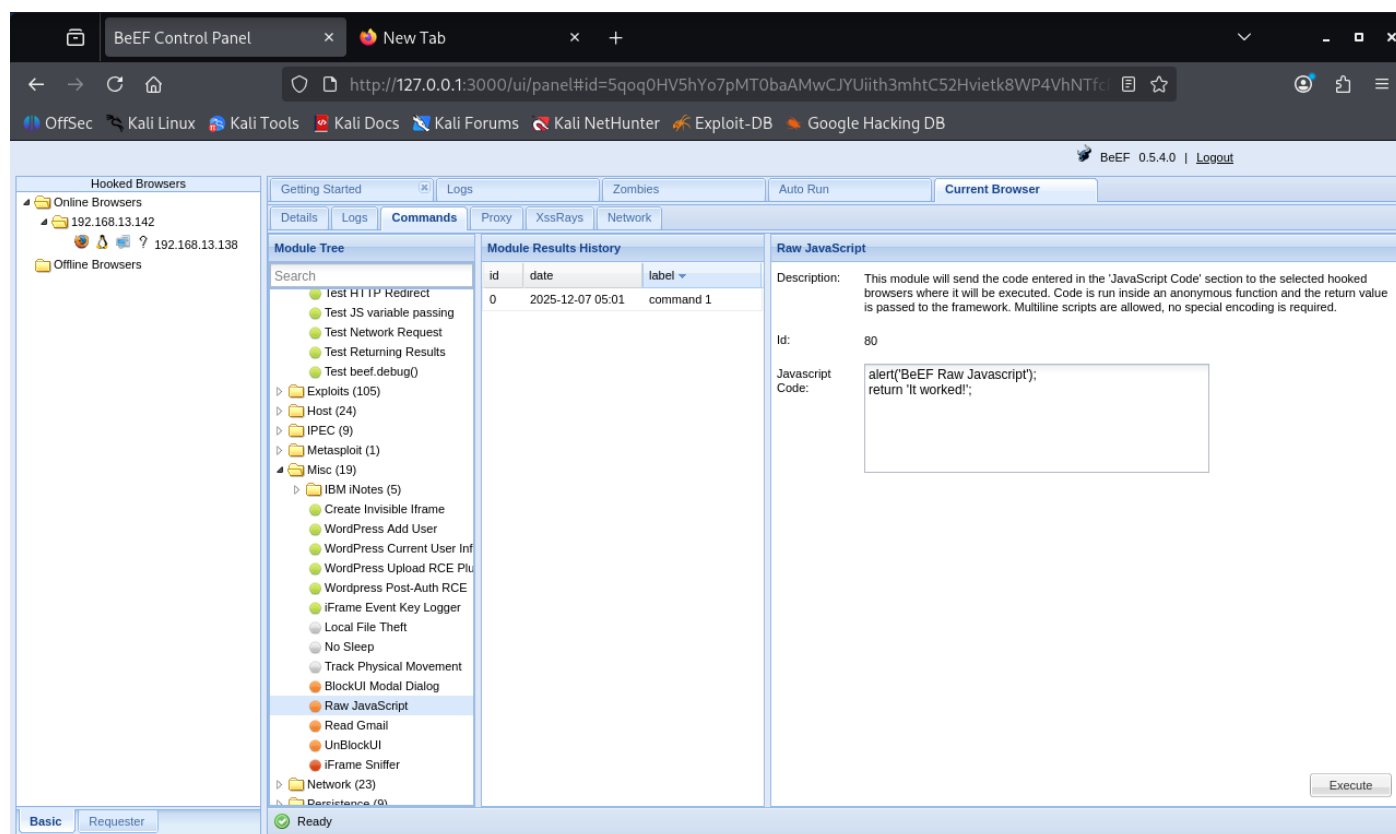 BeEF Control Panel
New Tab
http://127.0.0.1:3000/ui/panel#id=5qoq0HV5hYo7pMT0baAMwCJYUiith3mhtC52Hvietk8WP4VhNTfc
OffSec Kali Linux Kali Tools Kali Docs Kali Forums Kali NetHunter Exploit-DB Google Hacking DB
BeEF 0.5.4.0 | Logout
Hooked Browsers
Online Browsers
192.168.13.142
? 192.168.13.138
Offline Browsers
Basic Requester
Getting Started Logs Zombies Auto Run Current Browser
Details Logs Commands Proxy XssRays Network
Module Tree
Search
Test HTTP Redirect
Test JS variable passing
Test Network Request
Test Returning Results
Test beef.debug()
Exploits (105)
Host (24)
IPEC (9)
Metasploit (1)
Misc (19)
IBM iNotes (5)
Create Invisible Iframe
WordPress Add User
WordPress Current User Inf
WordPress Upload RCE Plu
Wordpress Post-Auth RCE
iFrame Event Key Logger
Local File Theft
No Sleep
Track Physical Movement
BlockUI Modal Dialog
Raw JavaScript
Read Gmail
UnBlockUI
iFrame Sniffer
Network (23)
Persistence (9)
Module Results History
id date label
0 2025-12-07 05:01 command 1
Raw JavaScript
Description: This module will send the code entered in the 'JavaScript Code' section to the selected hooked
browsers where it will be executed. Code is run inside an anonymous function and the return value
is passed to the framework. Multiline scripts are allowed, no special encoding is required.
Id: 80
Javascript
Code:
alert('BeEF Raw Javascript');
return 'It worked!';
Execute
Ready